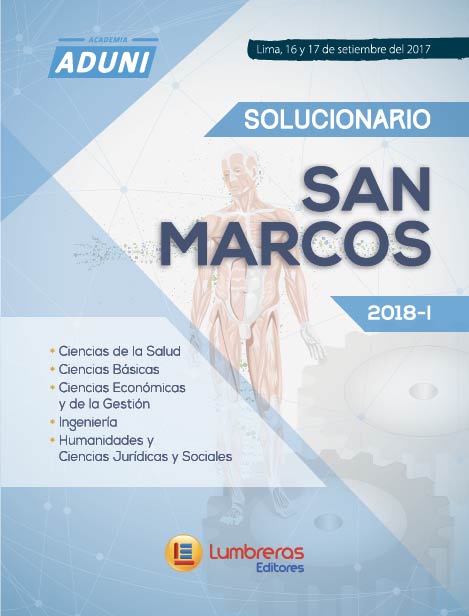 ACADEMIA
ADUNI
Lima, 16 y 17 de setiembre del 2017
SOLUCIONARIO
SAN
MARCOS
2018-I
* Ciencias de la Salud
* Ciencias Básicas
* Ciencias Económicas
y de la Gestión
* Ingeniería
* Humanidades y
Ciencias Jurídicas y Sociales
Lumbreras
Editores